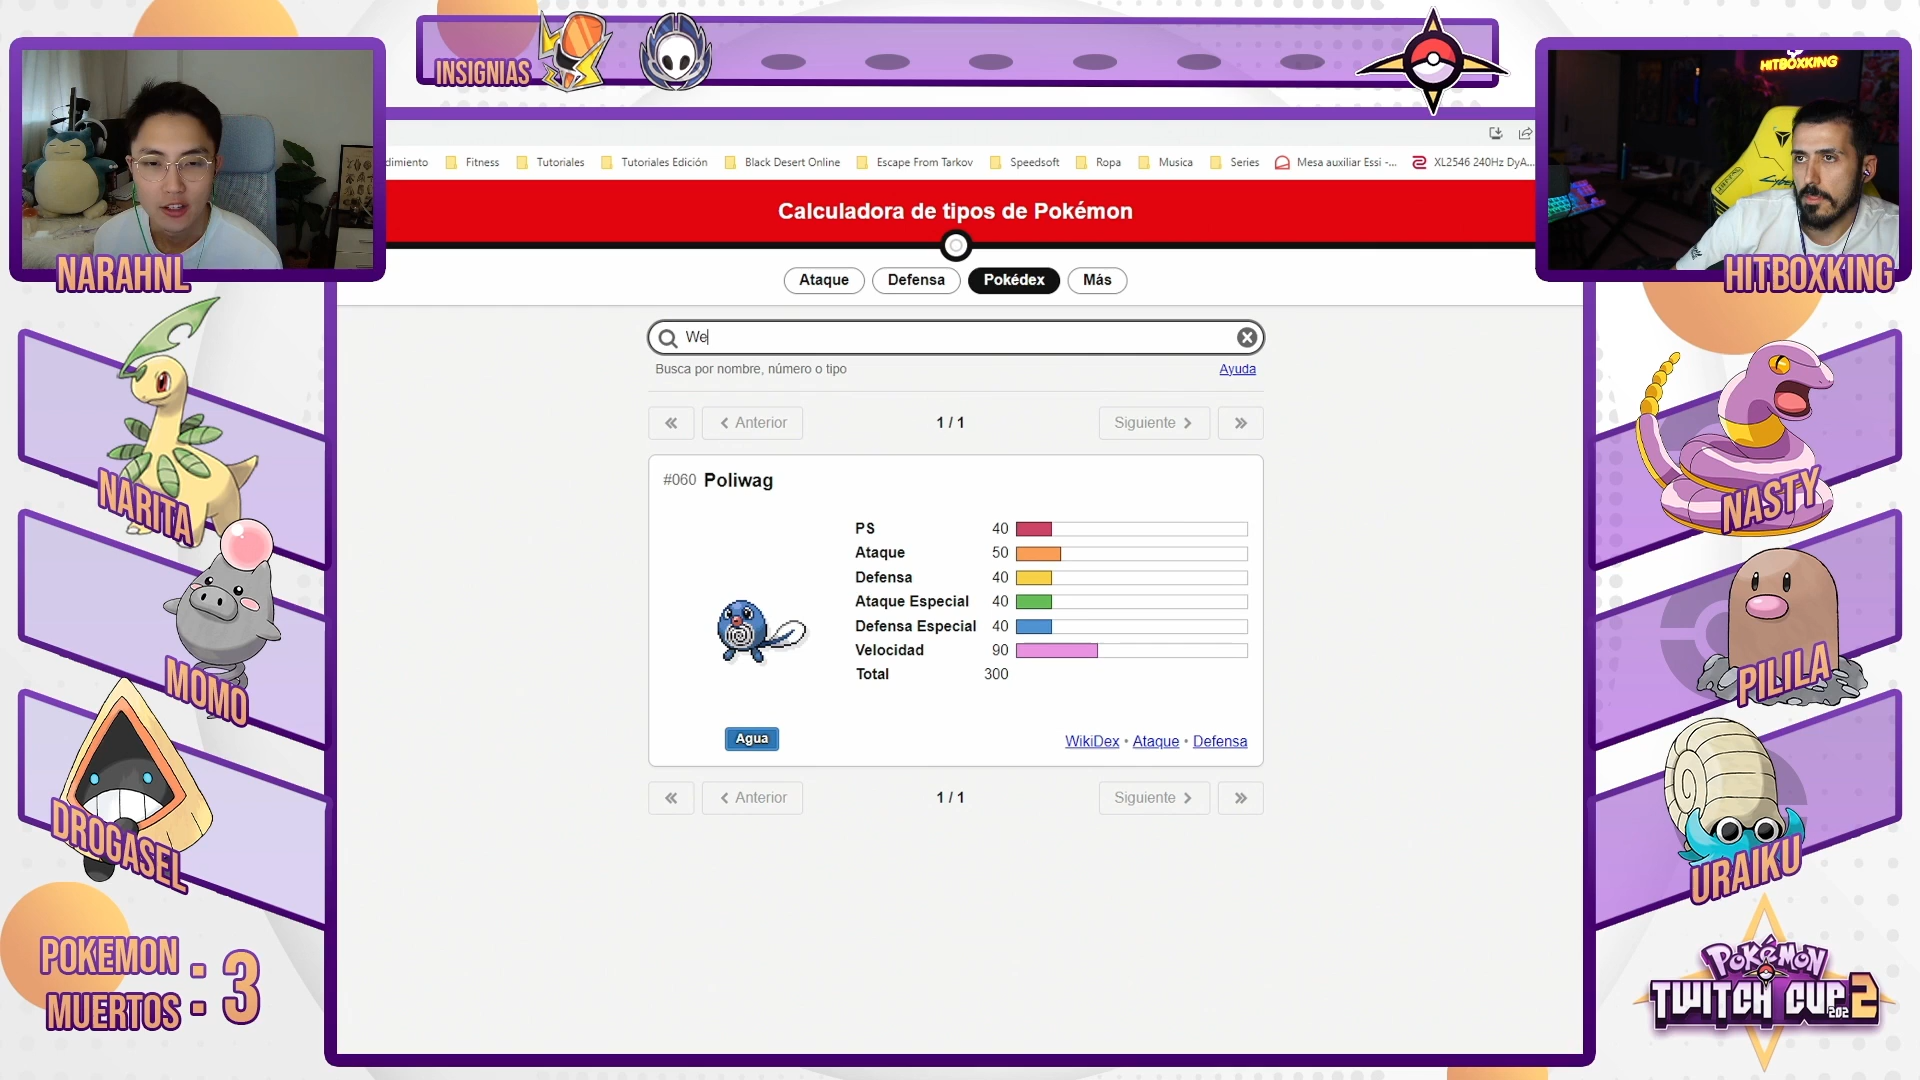 INSIGNIAS
HITBOXKING
NARAHNL
HITBOXKING
dimiento
Fitness
Tutoriales
Tutoriales Edición
Black Desert Online
Escape From Tarkov
Speedsoft
Ropa
Musica
Series
Mesa auxiliar Essi -...
XL2546 240Hz DyA...
Calculadora de tipos de Pokémon
Ataque
Defensa
Pokédex
Más
We
Busca por nombre, número o tipo
Ayuda
« ‹ Anterior 1 / 1 Siguiente › »
#060 Poliwag
PS 40
Ataque 50
Defensa 40
Ataque Especial 40
Defensa Especial 40
Velocidad 90
Total 300
Agua
WikiDex • Ataque • Defensa
« ‹ Anterior 1 / 1 Siguiente › »
NARITA
MOMO
DROGASEL
POKEMON
MUERTOS : 3
NASTY
PILILA
URAIKU
POKÉMON
TWITCH CUP 2
202